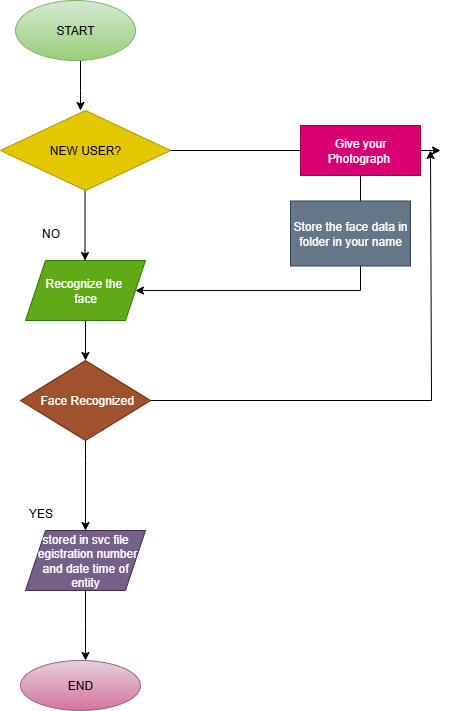 START
NEW USER?
Give your
Photograph
Store the face data in
folder in your name
NO
Recognize the
face
Face Recognized
YES
stored in svc file
egistration number
and date time of
entity
END